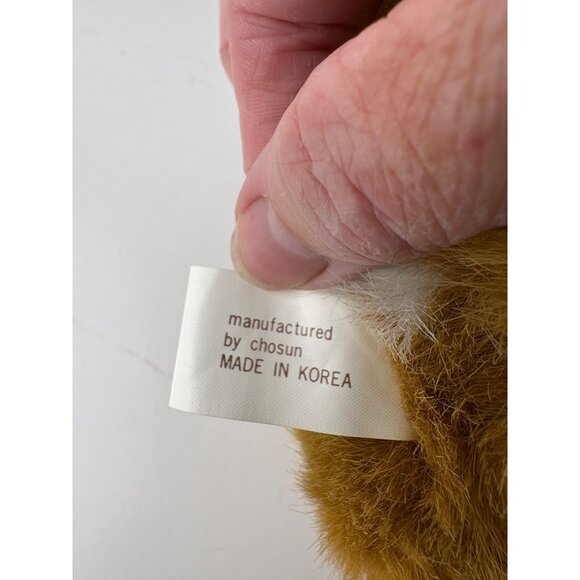 manufactured
by chosun
MADE IN KOREA